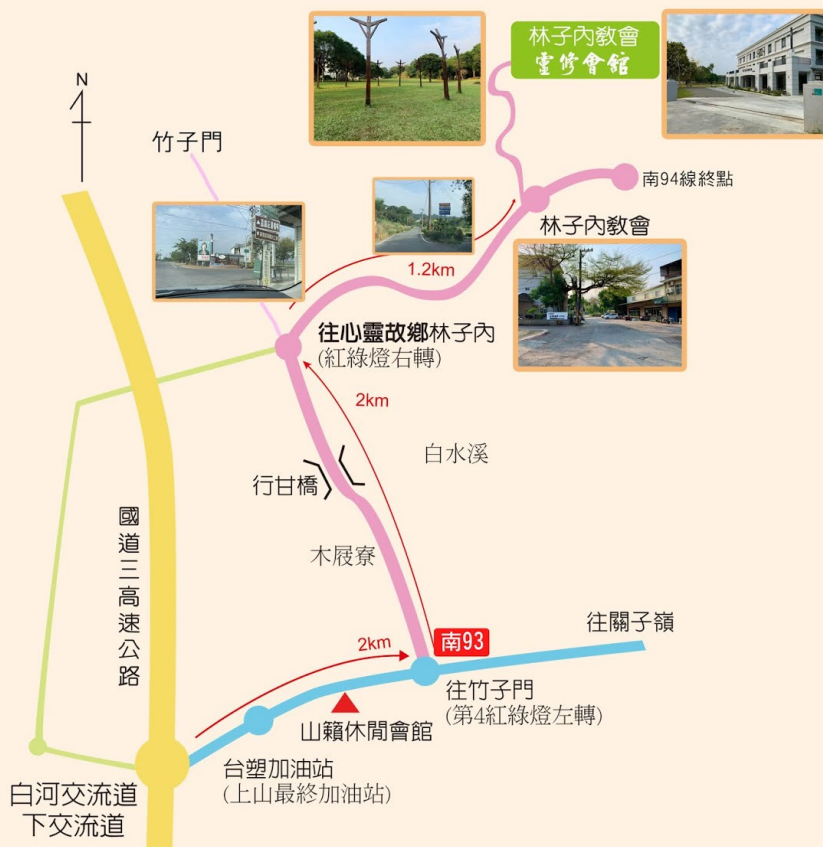 林子內教會
靈修會館
N
竹子門
南94線終點
林子內教會
1.2km
往心靈故鄉林子內
(紅綠燈右轉)
2km
白水溪
行甘橋
國道三高速公路
木屐寮
往關子嶺
南93
2km
往竹子門
(第4紅綠燈左轉)
山籟休閒會館
台塑加油站
(上山最終加油站)
白河交流道
下交流道